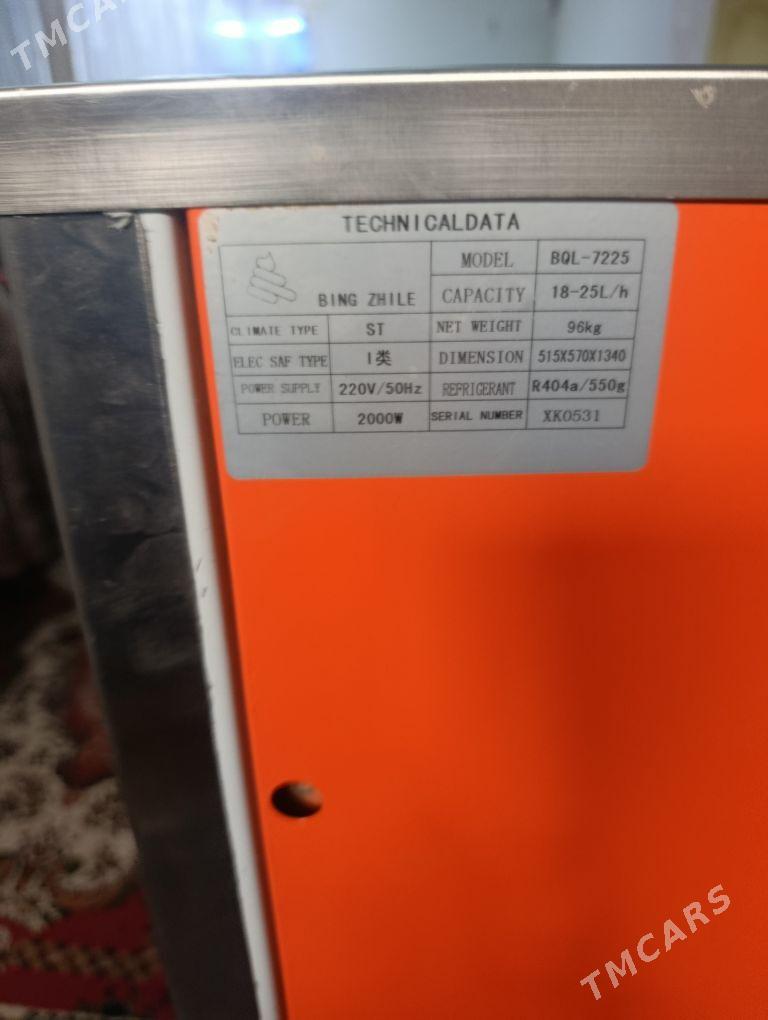 TMCARS
TECHNICALDATA
BING ZHILE
MODEL BQL-7225
CAPACITY 18-25L/h
CLIMATE TYPE ST NET WEIGHT 96kg
ELEC SAF TYPE I类 DIMENSION 515X570X1340
POWER SUPPLY 220V/50Hz REFRIGERANT R404a/550g
POWER 2000W SERIAL NUMBER XK0531
TMCARS